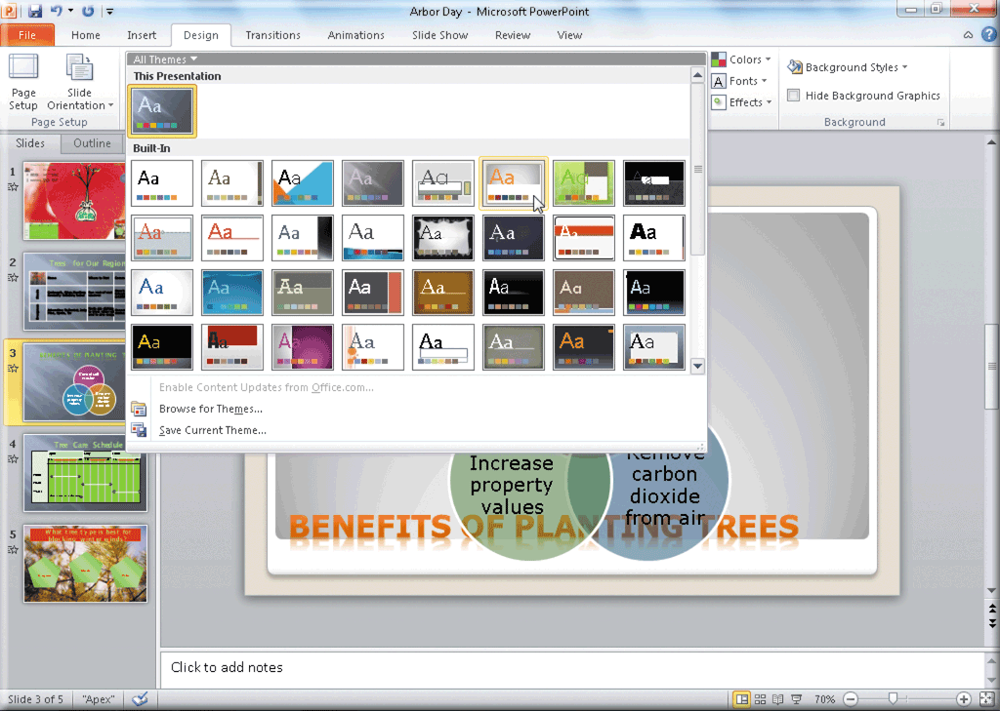 Arbor Day - Microsoft PowerPoint
File Home Insert Design Transitions Animations Slide Show Review View
All Themes
This Presentation
Aa
Built-In
Aa Aa Aa Aa Aa Aa Aa Aa
Aa Aa Aa Aa Aa Aa Aa Aa
Aa Aa Aa Aa Aa Aa Aa Aa
Aa Aa Aa Aa Aa Aa Aa Aa
Enable Content Updates from Office.com...
Browse for Themes...
Save Current Theme...
Page
Setup
Slide
Orientation
Page Setup
Colors
Fonts
Effects
Background Styles
Hide Background Graphics
Background
Slides Outline
1
2
Trees for Our Region
3
4
Tree Care Schedule
5
What tree type is best for
blocking winter winds?
Increase
property
values
Remove
carbon
dioxide
from air
BENEFITS OF PLANTING TREES
Click to add notes
Slide 3 of 5 "Apex" 70%